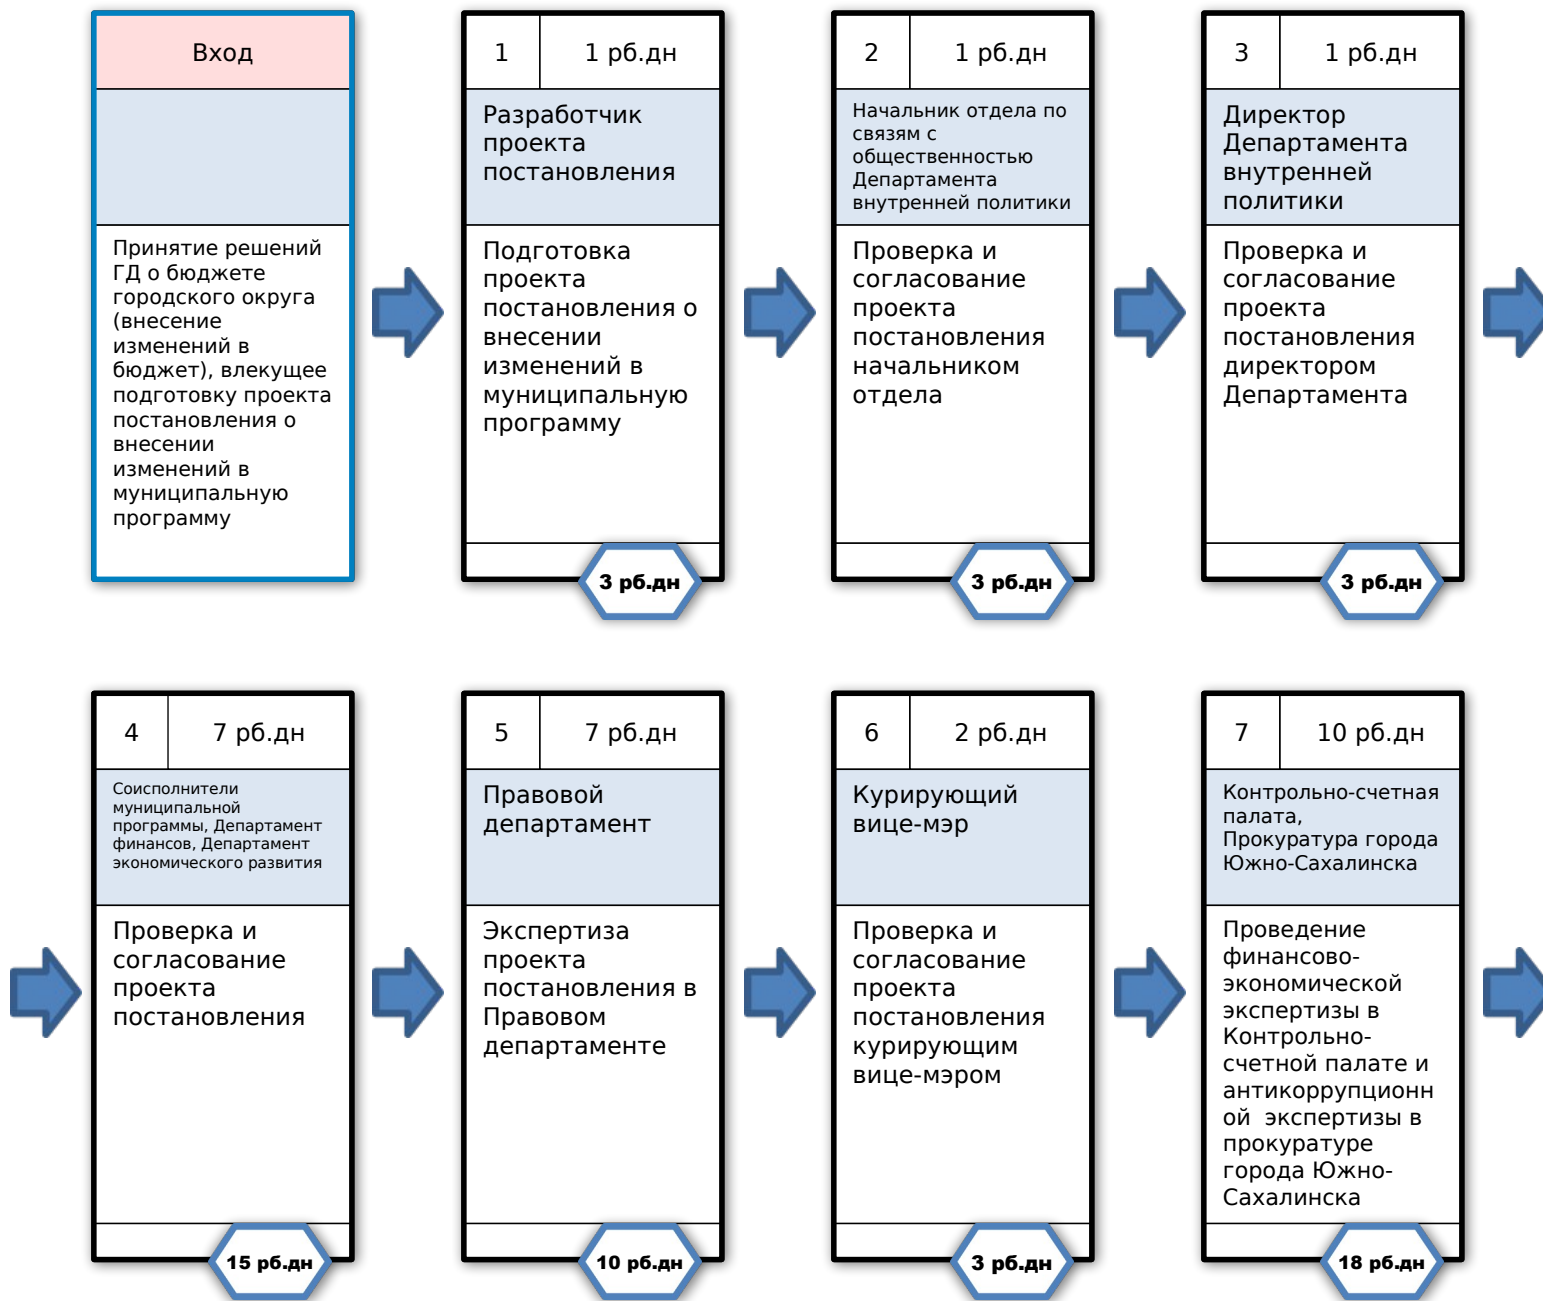 Вход
Принятие решений
ГД о бюджете
городского округа
(внесение
изменений в
бюджет), влекущее
подготовку проекта
постановления о
внесении
изменений в
муниципальную
программу
1
1 рб.дн
Разработчик
проекта
постановления
Подготовка
проекта
постановления о
внесении
изменений в
муниципальную
программу
3 рб.дн
2
1 рб.дн
Начальник отдела по
связям с
общественностью
Департамента
внутренней политики
Проверка и
согласование
проекта
постановления
начальником
отдела
3 рб.дн
3
1 рб.дн
Директор
Департамента
внутренней
политики
Проверка и
согласование
проекта
постановления
директором
Департамента
3 рб.дн
4
7 рб.дн
Соисполнители
муниципальной
программы, Департамент
финансов, Департамент
экономического развития
Проверка и
согласование
проекта
постановления
15 рб.дн
5
7 рб.дн
Правовой
департамент
Экспертиза
проекта
постановления в
Правовом
департаменте
10 рб.дн
6
2 рб.дн
Курирующий
вице-мэр
Проверка и
согласование
проекта
постановления
курирующим
вице-мэром
3 рб.дн
7
10 рб.дн
Контрольно-счетная
палата,
Прокуратура города
Южно-Сахалинска
Проведение
финансово-
экономической
экспертизы в
Контрольно-
счетной палате и
антикоррупционн
ой  экспертизы в
прокуратуре
города Южно-
Сахалинска
18 рб.дн